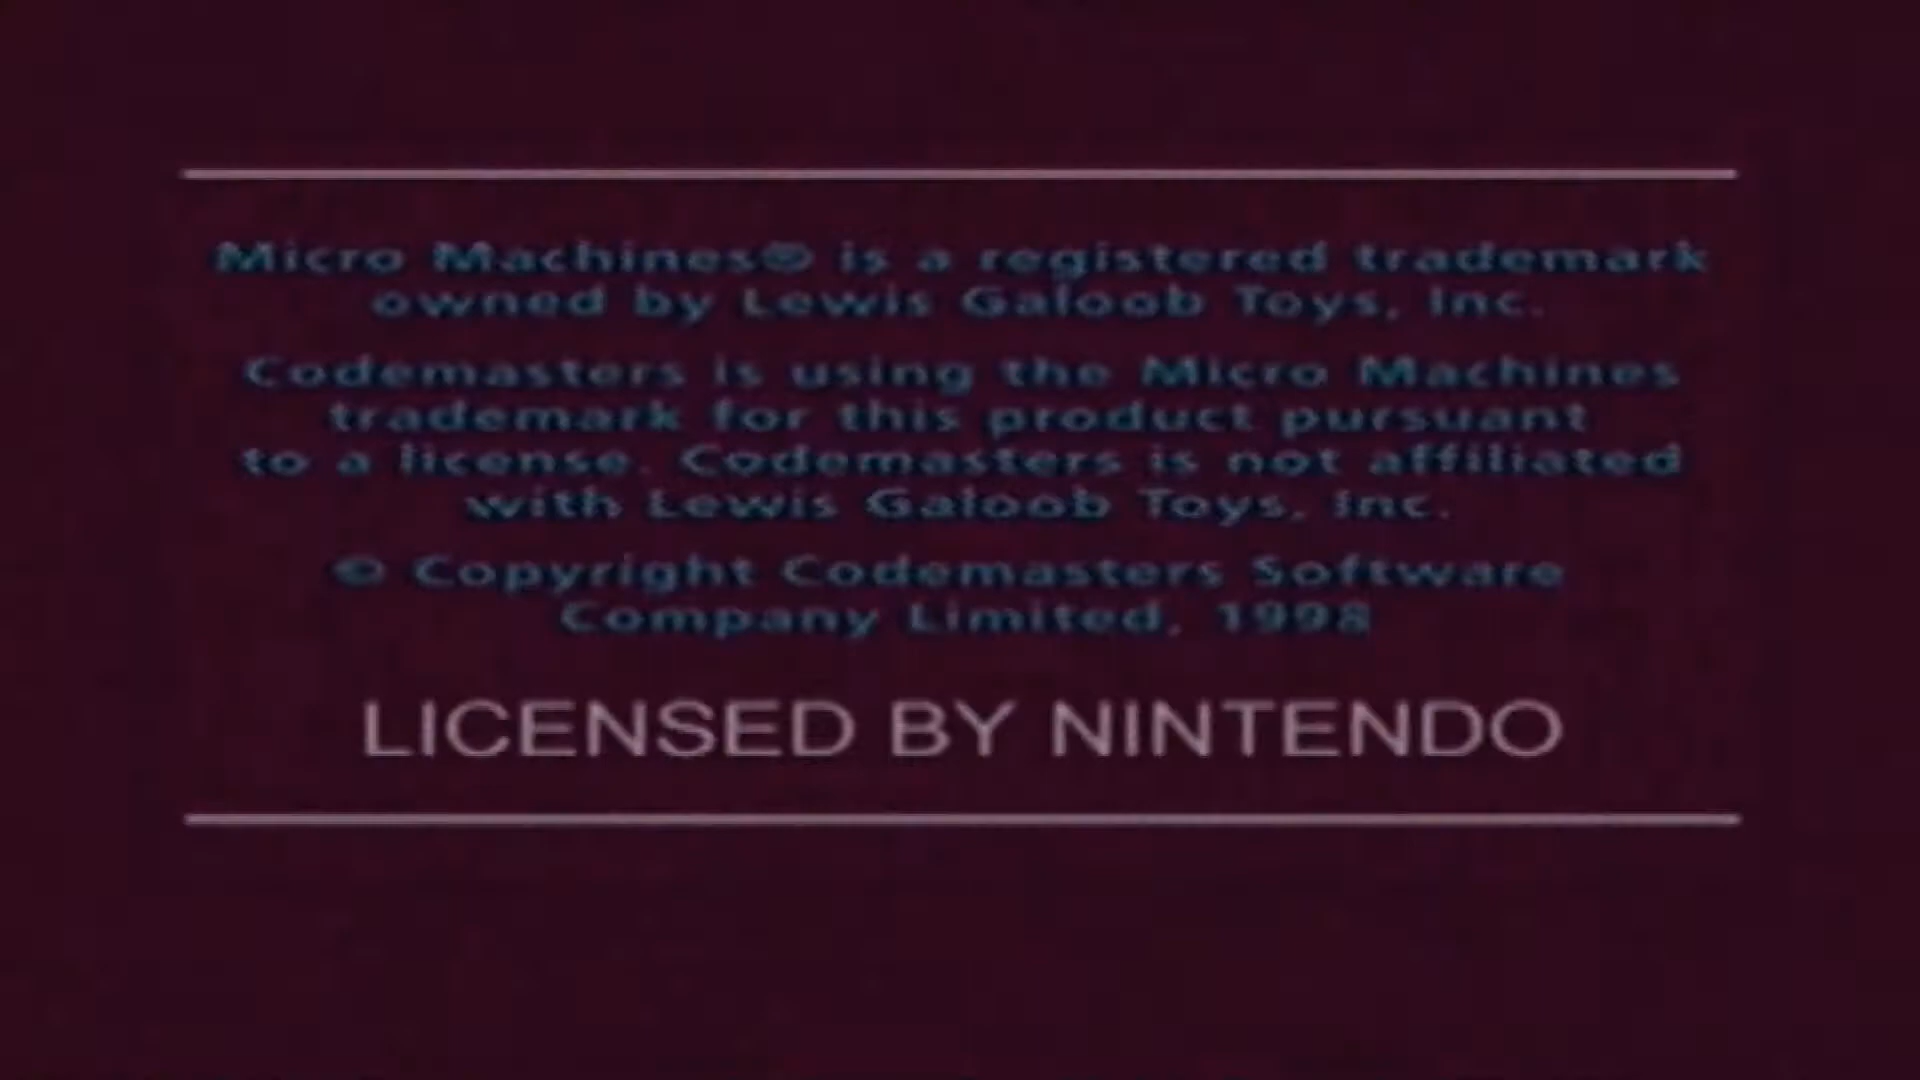 Micro Machines® is a registered trademark
owned by Lewis Galoob Toys, Inc.
Codemasters is using the Micro Machines
trademark for this product pursuant
to a license. Codemasters is not affiliated
with Lewis Galoob Toys, Inc.
© Copyright Codemasters Software
Company Limited, 1998
LICENSED BY NINTENDO